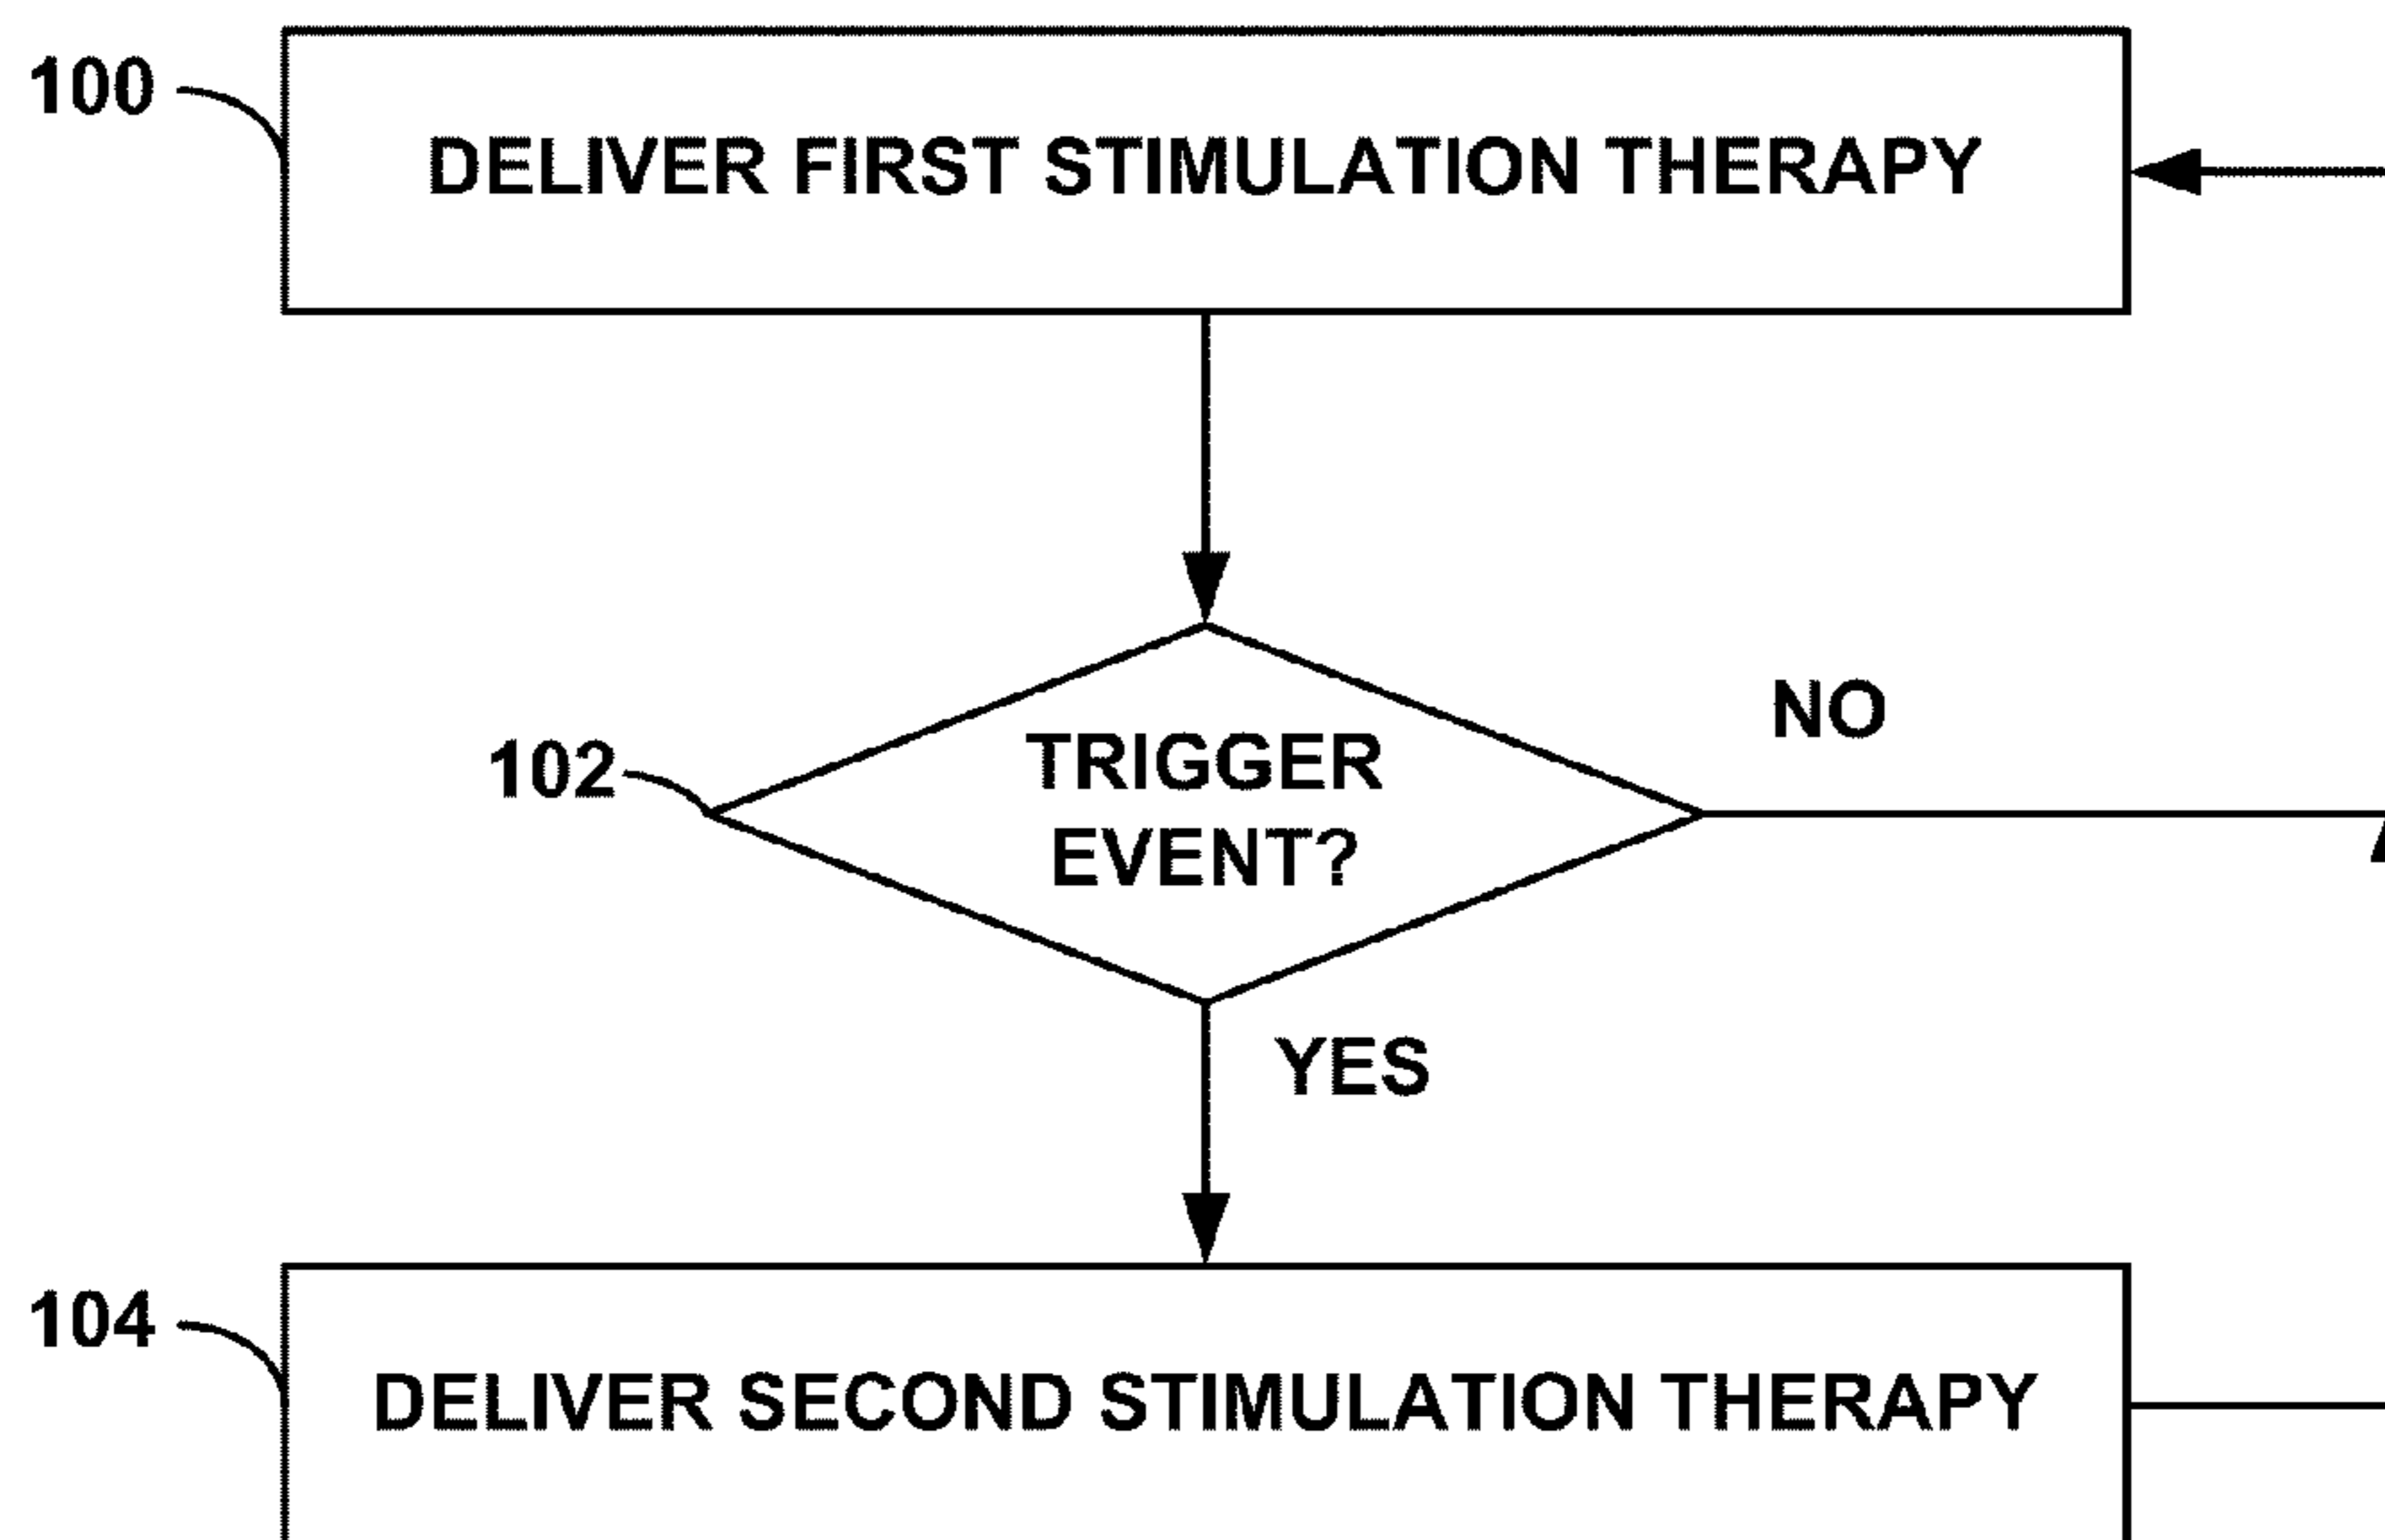 100
DELIVER FIRST STIMULATION THERAPY
NO
102
TRIGGER
EVENT?
YES
104
DELIVER SECOND STIMULATION THERAPY